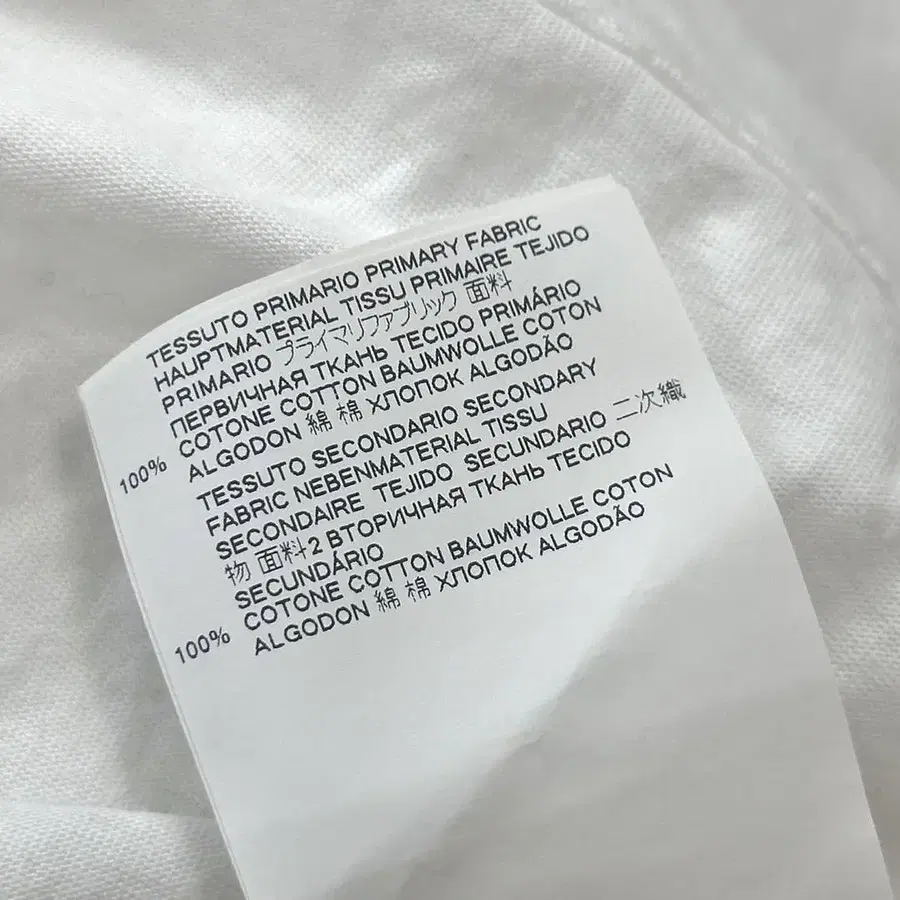 TESSUTO PRIMARIO PRIMARY FABRIC
HAUPTMATERIAL TISSU PRIMAIRE TEJIDO
PRIMARIO プライマリファブリック 面料
ПЕРВИЧНАЯ ТКАНЬ TECIDO PRIMÁRIO
100% COTONE COTTON BAUMWOLLE COTON
ALGODON 綿 棉 ХЛОПОК ALGODÃO
TESSUTO SECONDARIO SECONDARY
FABRIC NEBENMATERIAL TISSU
SECONDAIRE TEJIDO SECUNDARIO 二次織
物 面料2 ВТОРИЧНАЯ ТКАНЬ TECIDO
SECUNDÁRIO
100% COTONE COTTON BAUMWOLLE COTON
ALGODON 綿 棉 ХЛОПОК ALGODÃO